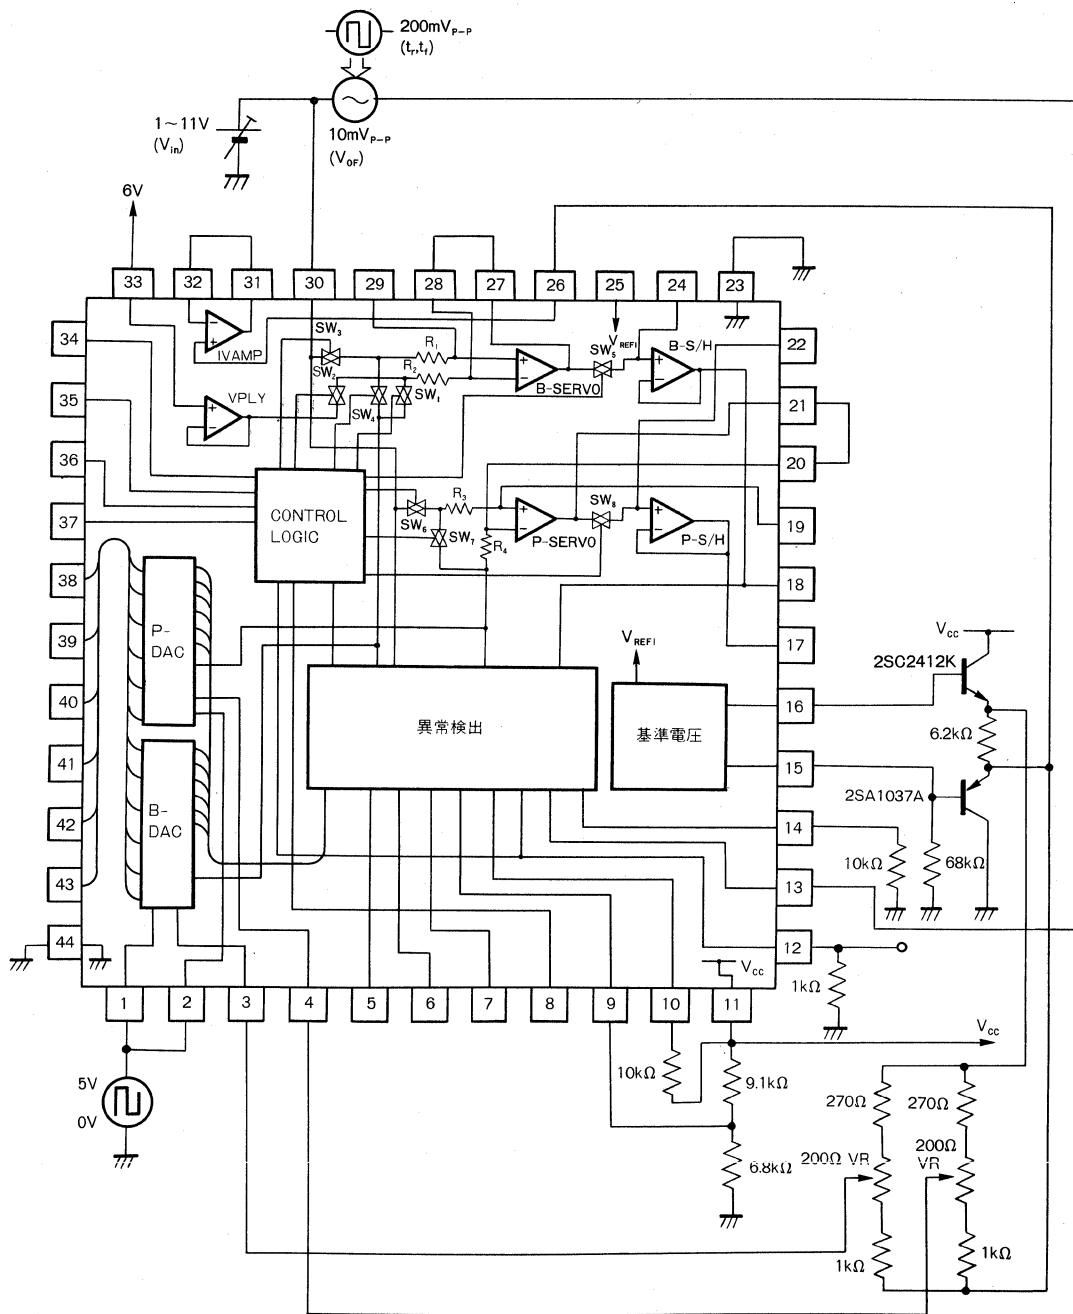 200mVP-P
(tr,tf)
1~11V
(Vin)
10mVP-P
(VOF)
6V
33
32
31
30
29
28
27
26
25
24
23
34
35
36
37
38
39
40
41
42
43
44
22
21
20
19
18
17
16
15
14
13
12
IVAMP
VPLY
SW3
SW2
SW4
SW1
R1
R2
B-SERVO
VREFI
SW5
B-S/H
CONTROL
LOGIC
SW6
SW7
R3
R4
P-SERVO
SW8
P-S/H
P-
DAC
B-
DAC
異常検出
VREFI
基準電圧
VCC
2SC2412K
6.2kΩ
2SA1037A
10kΩ
68kΩ
1kΩ
VCC
1
2
3
4
5
6
7
8
9
10
11
VCC
5V
0V
10kΩ
9.1kΩ
6.8kΩ
270Ω
270Ω
200Ω VR
200Ω
VR
1kΩ
1kΩ